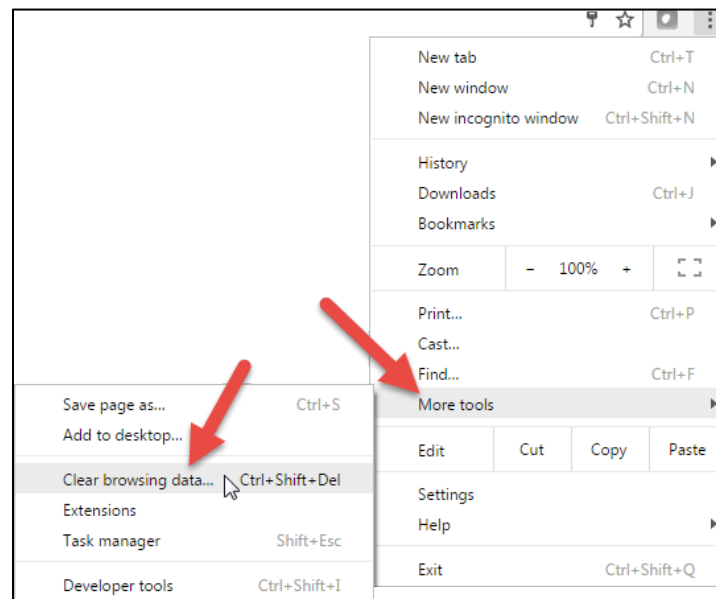 New tab Ctrl+T
New window Ctrl+N
New incognito window Ctrl+Shift+N
History
Downloads Ctrl+J
Bookmarks
Zoom - 100% +
Print... Ctrl+P
Cast...
Find... Ctrl+F
More tools
Edit Cut Copy Paste
Settings
Help
Exit Ctrl+Shift+Q
Save page as... Ctrl+S
Add to desktop...
Clear browsing data... Ctrl+Shift+Del
Extensions
Task manager Shift+Esc
Developer tools Ctrl+Shift+I